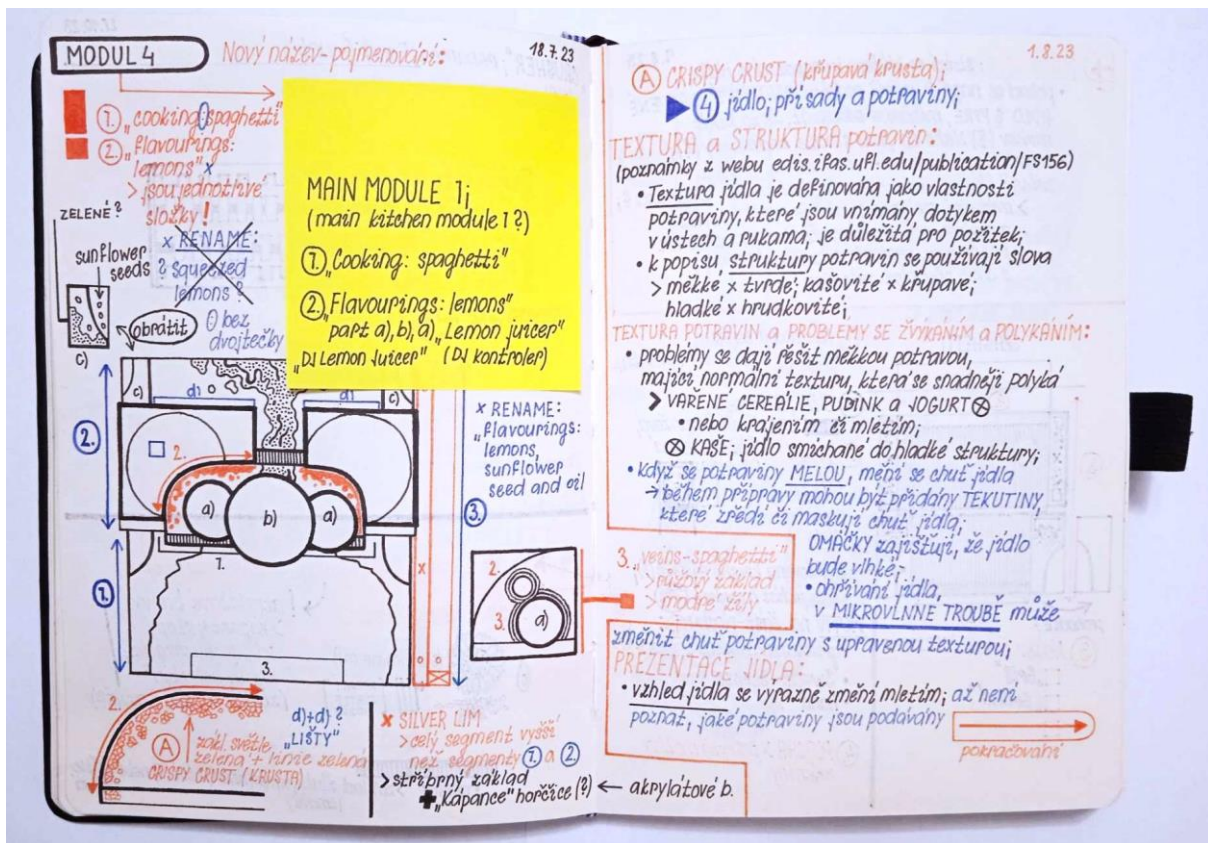 MODUL 4
Nový název - pojmenování:
18.7.23
1. „cooking spaghetti"
2. „flavourings:
lemons" x
> jsou jednotlivé
složky!
x RENAME:
? squeezed
lemons?
() bez
dvojtečky
ZELENÉ?
sunflower
seeds
c)
obrátit
MAIN MODULE 1;
(main kitchen module 1?)
1. „Cooking: spaghetti"
2. „Flavourings: lemons"
part a), b), a) „Lemon juicer"
„DJ Lemon Juicer" (DJ kontroler)
c)
d)
d)
c)
2.
2.
a)
b)
a)
1.
1.
3.
x
3.
x RENAME:
„flavourings:
lemons,
sunflower
seed and oil
2.
3.
a)
2.
A
zákl. světle
zelená + lime zelená
CRISPY CRUST (KRUSTA)
d)+d)?
„LIŠTY"
x SILVER LIM
> celý segment vyšší
než segmenty 1. a 2.
> stříbrný základ
+ „Kápance" hořčice (?) ← akrylátové b.
1.8.23
A CRISPY CRUST (křupavá krusta);
4 jídlo; přísady a potraviny;
TEXTURA a STRUKTURA potravin:
(poznámky z webu edis.ifas.ufl.edu/publication/FS156)
• Textura jídla je definována jako vlastnosti
potraviny, které jsou vnímány dotykem
v ústech a rukama; je důležitá pro požitek;
• k popisu, struktury potravin se používají slova
> měkké x tvrdé; kašovité x křupavé;
hladké x hrudkovité;
TEXTURA POTRAVIN a PROBLÉMY SE ŽVÝKÁNÍM a POLYKÁNÍM:
• problémy se dají řešit měkkou potravou,
mající normální texturu, která se snadněji polyká
> VAŘENÉ CEREÁLIE, PUDINK a JOGURT ⊗
• nebo krájením či mletím;
⊗ KAŠE; jídlo smíchané do hladké struktury;
• když se potraviny MELOU, mění se chuť jídla
→ během přípravy mohou být přidány TEKUTINY,
které zředí či maskují chuť jídla;
OMÁČKY zajišťují, že jídlo
bude vlhké;
• ohřívání jídla,
v MIKROVLNNÉ TROUBĚ může
změnit chuť potraviny s upravenou texturou;
3. „veins-spaghetti"
> růžový základ
> modré žíly
PREZENTACE JÍDLA:
• vzhled jídla se výrazně změní mletím; až není
poznat, jaké potraviny jsou podávány
pokračování